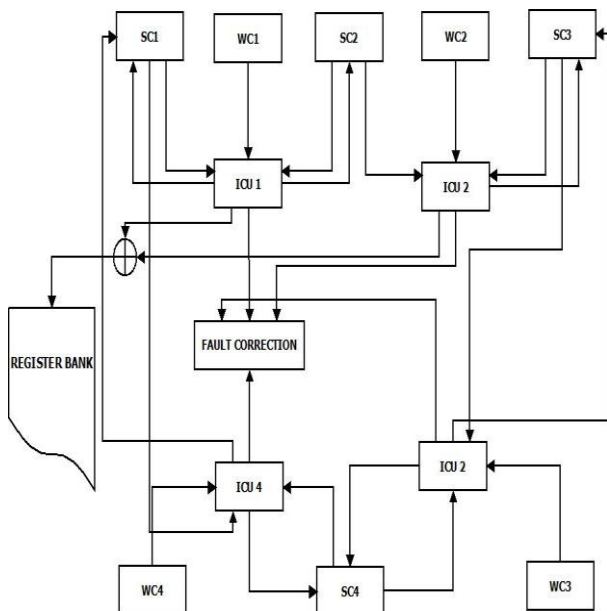 SC1
WC1
SC2
WC2
SC3
ICU 1
ICU 2
REGISTER BANK
FAULT CORRECTION
ICU 4
ICU 2
WC4
SC4
WC3